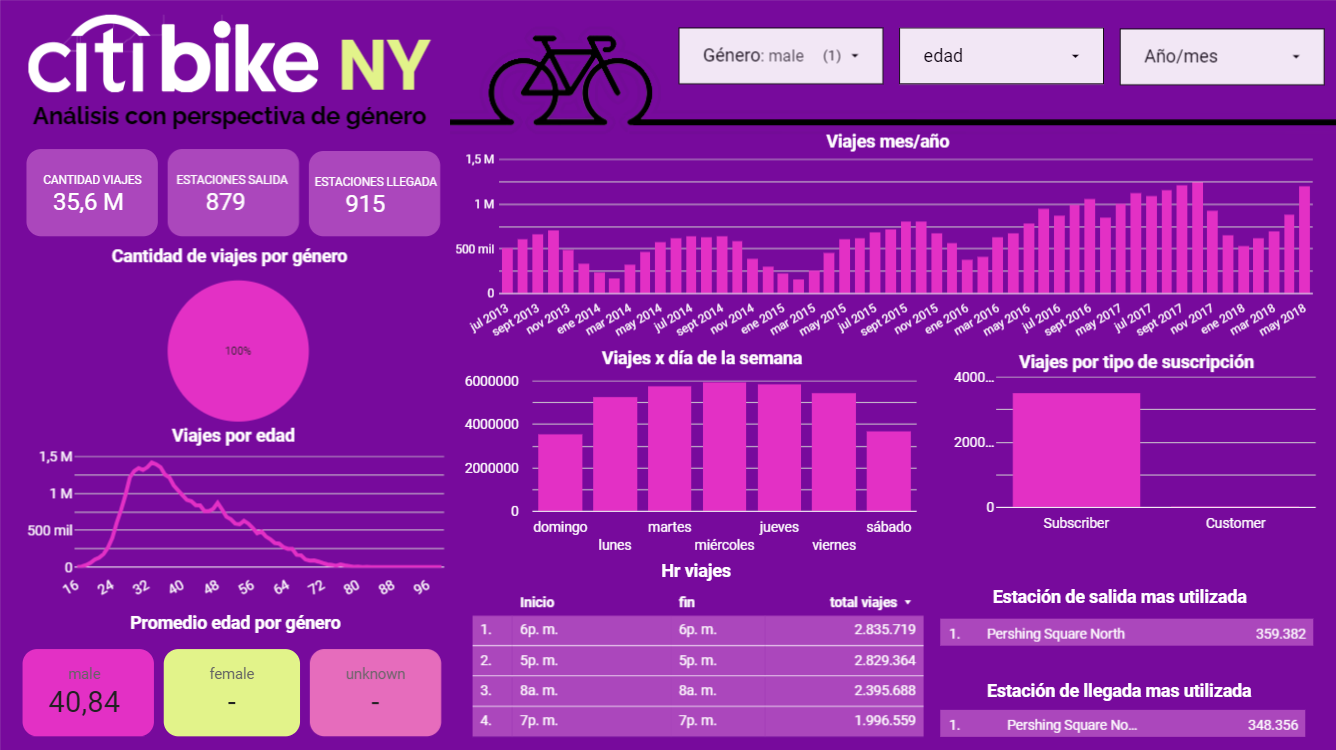 citi bike NY
Análisis con perspectiva de género
Género: male (1)
edad
Año/mes
CANTIDAD VIAJES
35,6 M
ESTACIONES SALIDA
879
ESTACIONES LLEGADA
915
Cantidad de viajes por género
100%
Viajes por edad
1,5 M
1 M
500 mil
0
16 24 32 40 48 56 64 72 80 88 96
Promedio edad por género
male
40,84
female
-
unknown
-
Viajes mes/año
1,5 M
1 M
500 mil
0
jul 2013 sept 2013 nov 2013 ene 2014 mar 2014 may 2014 jul 2014 sept 2014 nov 2014 ene 2015 mar 2015 may 2015 jul 2015 sept 2015 nov 2015 ene 2016 mar 2016 may 2016 jul 2016 sept 2016 may 2017 jul 2017 sept 2017 nov 2017 ene 2018 mar 2018 may 2018
Viajes x día de la semana
6000000
4000000
2000000
0
domingo lunes martes miércoles jueves viernes sábado
Viajes por tipo de suscripción
4000...
2000...
0
Subscriber Customer
Hr viajes
Inicio fin total viajes
1. 6p. m. 6p. m. 2.835.719
2. 5p. m. 5p. m. 2.829.364
3. 8a. m. 8a. m. 2.395.688
4. 7p. m. 7p. m. 1.996.559
Estación de salida mas utilizada
1. Pershing Square North 359.382
Estación de llegada mas utilizada
1. Pershing Square No... 348.356